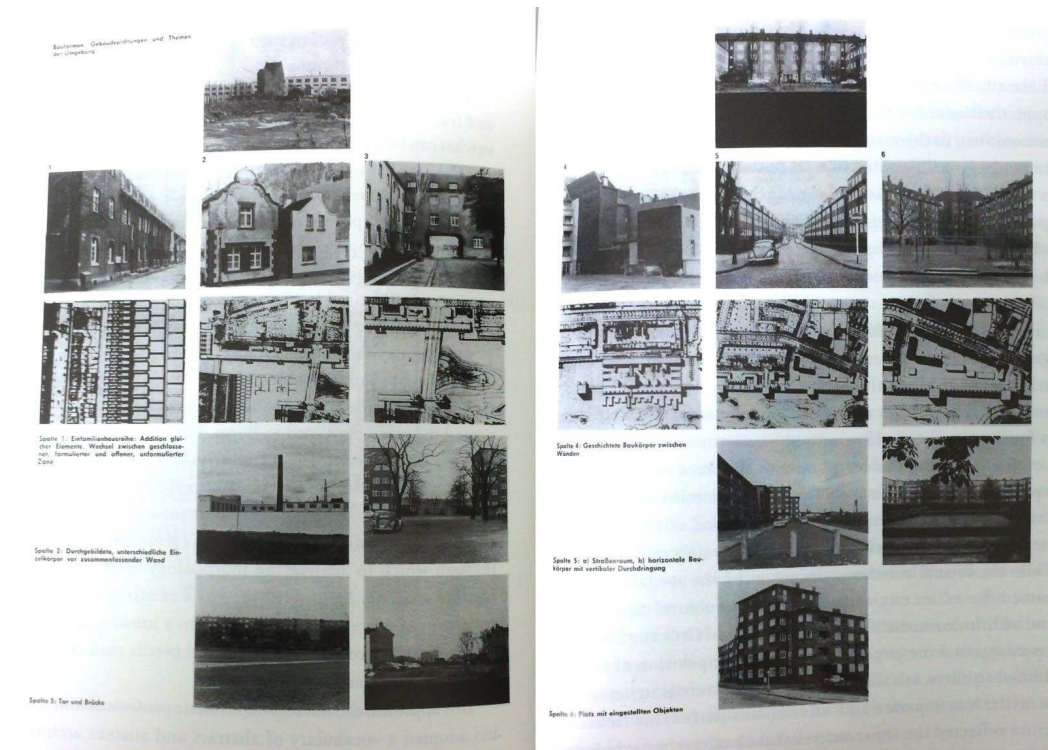 Bauformen, Gebäudeordnungen und Themen
der Umgebung
1
2
3
Spalte 1: Einfamilienhausreihe: Addition glei-
cher Elemente. Wechsel zwischen geschlosse-
ner, formulierter und offener, unformulierter
Zone
Spalte 2: Durchgebildete, unterschiedliche Ein-
zelkörper vor zusammenfassender Wand
Spalte 3: Tor und Brücke
4
5
6
Spalte 4: Geschichtete Baukörper zwischen
Wänden
Spalte 5: a) Straßenraum, b) horizontale Bau-
körper mit vertikaler Durchdringung
Spalte 6: Platz mit eingestellten Objekten